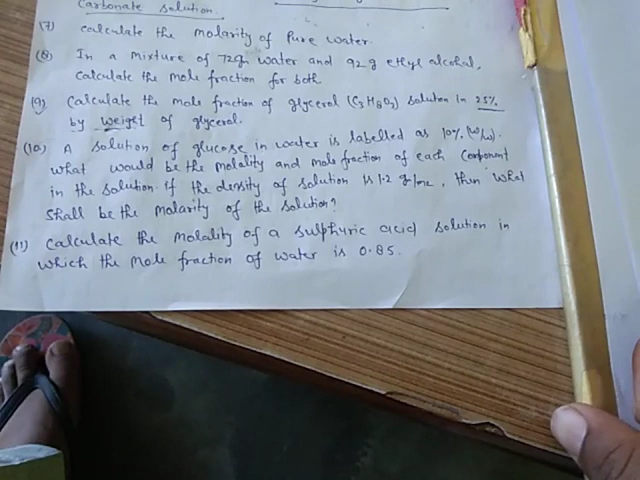 Carbonate solution.
(7) Calculate the molarity of Pure water.
(8) In a mixture of 72gm water and 92 g ethyl alcohal,
Calculate the mole fraction for both
(9) Calculate the mole fraction of glycerol (C3H8O3) solution in 25%
by weight of glycerol.
(10) A solution of glucose in water is labelled as 10% (w/w).
what would be the molality and mole fraction of each component
in the solution if the density of solution is 1.2 g/mL, then what
shall be the molarity of the solution?
(11) Calculate the molality of a sulphuric acid solution in
which the mole fraction of water is 0.85.